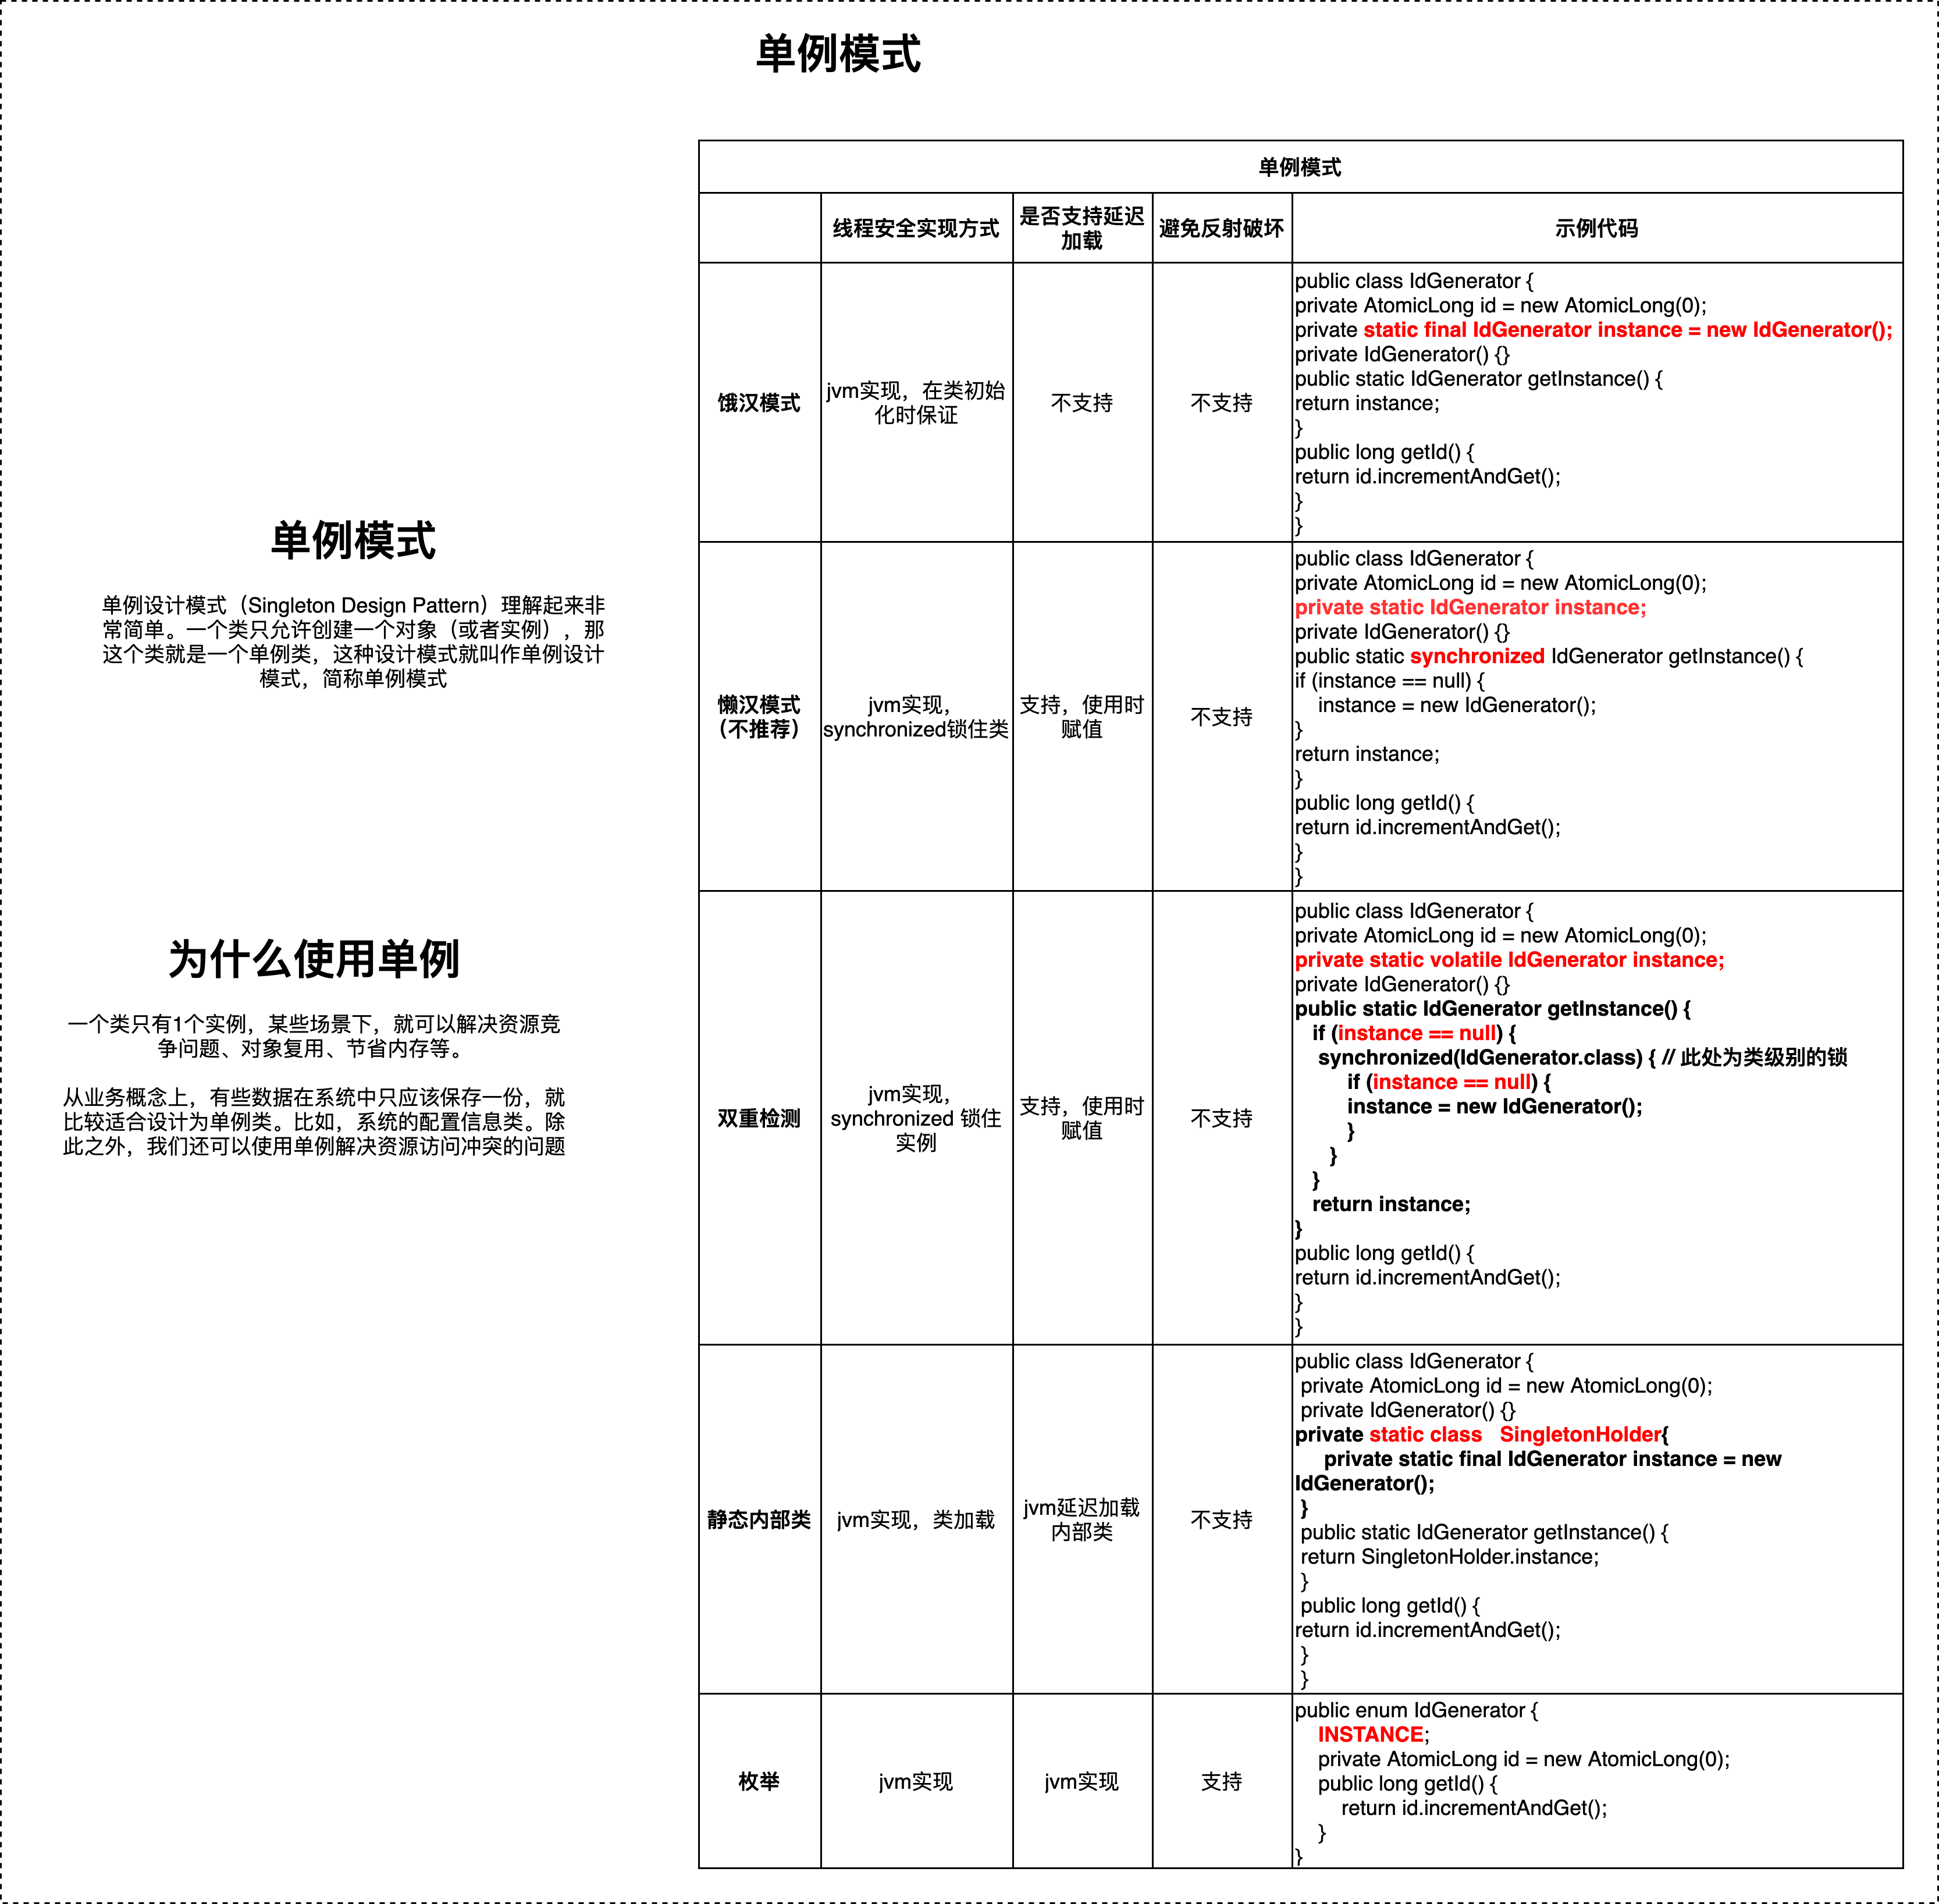 单例模式
单例模式
单例设计模式（Singleton Design Pattern）理解起来非
常简单。一个类只允许创建一个对象（或者实例），那
这个类就是一个单例类，这种设计模式就叫作单例设计
模式，简称单例模式
为什么使用单例
一个类只有1个实例，某些场景下，就可以解决资源竞
争问题、对象复用、节省内存等。
从业务概念上，有些数据在系统中只应该保存一份，就
比较适合设计为单例类。比如，系统的配置信息类。除
此之外，我们还可以使用单例解决资源访问冲突的问题
单例模式
线程安全实现方式
是否支持延迟
加载
避免反射破坏
示例代码
饿汉模式
jvm实现，在类初始
化时保证
不支持
不支持
public class IdGenerator {
private AtomicLong id = new AtomicLong(0);
private static final IdGenerator instance = new IdGenerator();
private IdGenerator() {}
public static IdGenerator getInstance() {
return instance;
}
public long getId() {
return id.incrementAndGet();
}
}
懒汉模式
（不推荐）
jvm实现，
synchronized锁住类
支持，使用时
赋值
不支持
public class IdGenerator {
private AtomicLong id = new AtomicLong(0);
private static IdGenerator instance;
private IdGenerator() {}
public static synchronized IdGenerator getInstance() {
if (instance == null) {
instance = new IdGenerator();
}
return instance;
}
public long getId() {
return id.incrementAndGet();
}
}
双重检测
jvm实现，
synchronized 锁住
实例
支持，使用时
赋值
不支持
public class IdGenerator {
private AtomicLong id = new AtomicLong(0);
private static volatile IdGenerator instance;
private IdGenerator() {}
public static IdGenerator getInstance() {
if (instance == null) {
synchronized(IdGenerator.class) { // 此处为类级别的锁
if (instance == null) {
instance = new IdGenerator();
}
}
}
return instance;
}
public long getId() {
return id.incrementAndGet();
}
}
静态内部类
jvm实现，类加载
jvm延迟加载
内部类
不支持
public class IdGenerator {
private AtomicLong id = new AtomicLong(0);
private IdGenerator() {}
private static class SingletonHolder{
private static final IdGenerator instance = new
IdGenerator();
}
public static IdGenerator getInstance() {
return SingletonHolder.instance;
}
public long getId() {
return id.incrementAndGet();
}
}
枚举
jvm实现
jvm实现
支持
public enum IdGenerator {
INSTANCE;
private AtomicLong id = new AtomicLong(0);
public long getId() {
return id.incrementAndGet();
}
}